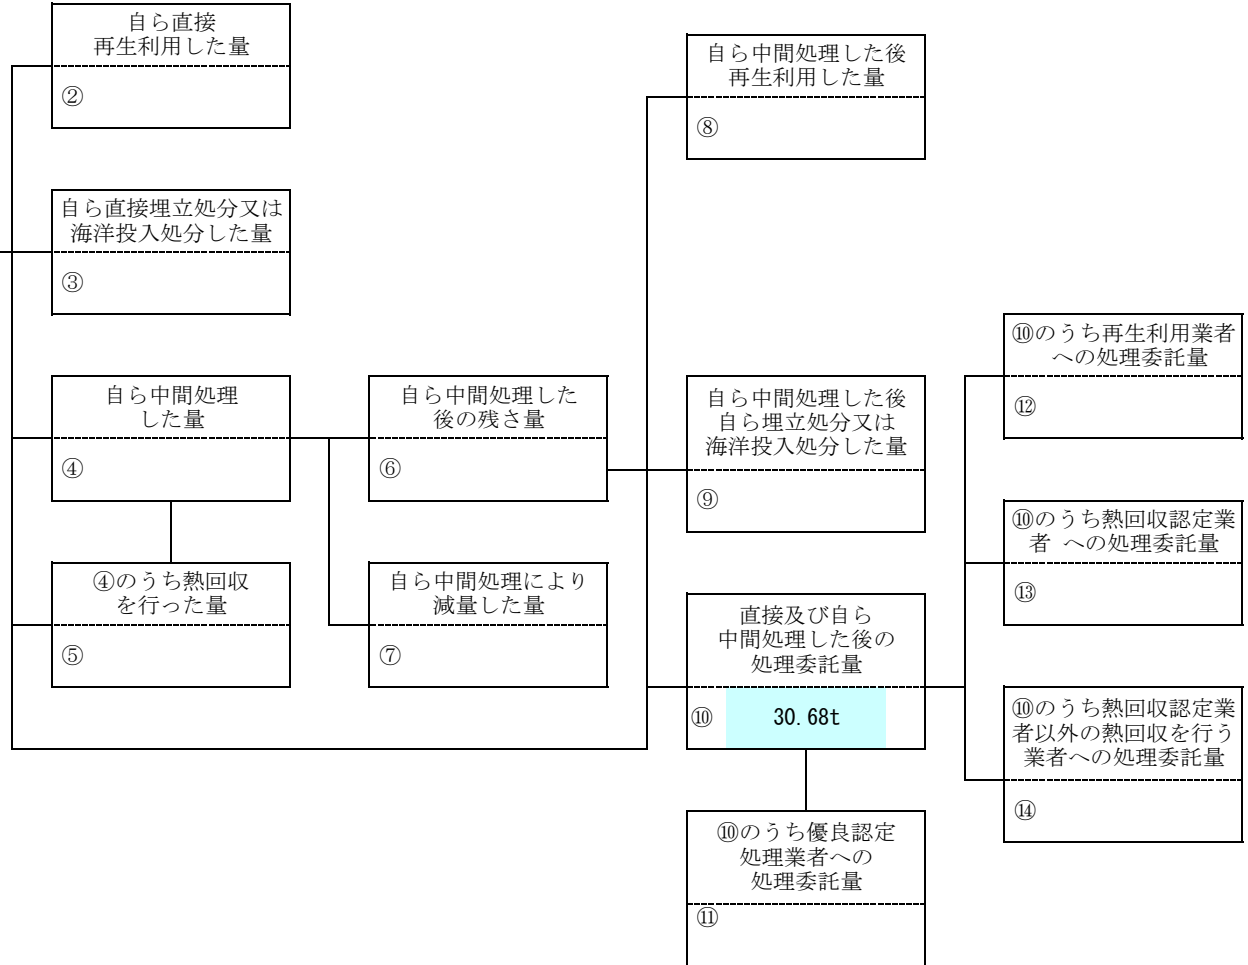 自ら直接
再生利用した量
②
自ら直接埋立処分又は
海洋投入処分した量
③
自ら中間処理
した量
④
④のうち熱回収
を行った量
⑤
自ら中間処理した
後の残さ量
⑥
自ら中間処理により
減量した量
⑦
自ら中間処理した後
再生利用した量
⑧
自ら中間処理した後
自ら埋立処分又は
海洋投入処分した量
⑨
直接及び自ら
中間処理した後の
処理委託量
⑩ 30.68t
⑩のうち優良認定
処理業者への
処理委託量
⑪
⑩のうち再生利用業者
への処理委託量
⑫
⑩のうち熱回収認定業
者 への処理委託量
⑬
⑩のうち熱回収認定業
者以外の熱回収を行う
業者への処理委託量
⑭